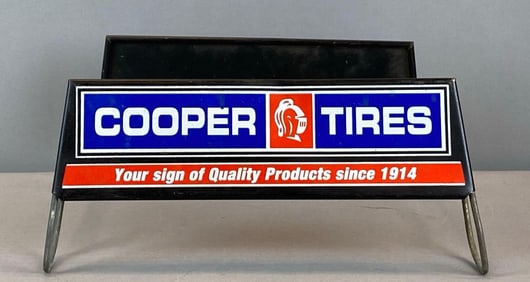 COOPER TIRES
Your sign of Quality Products since 1914